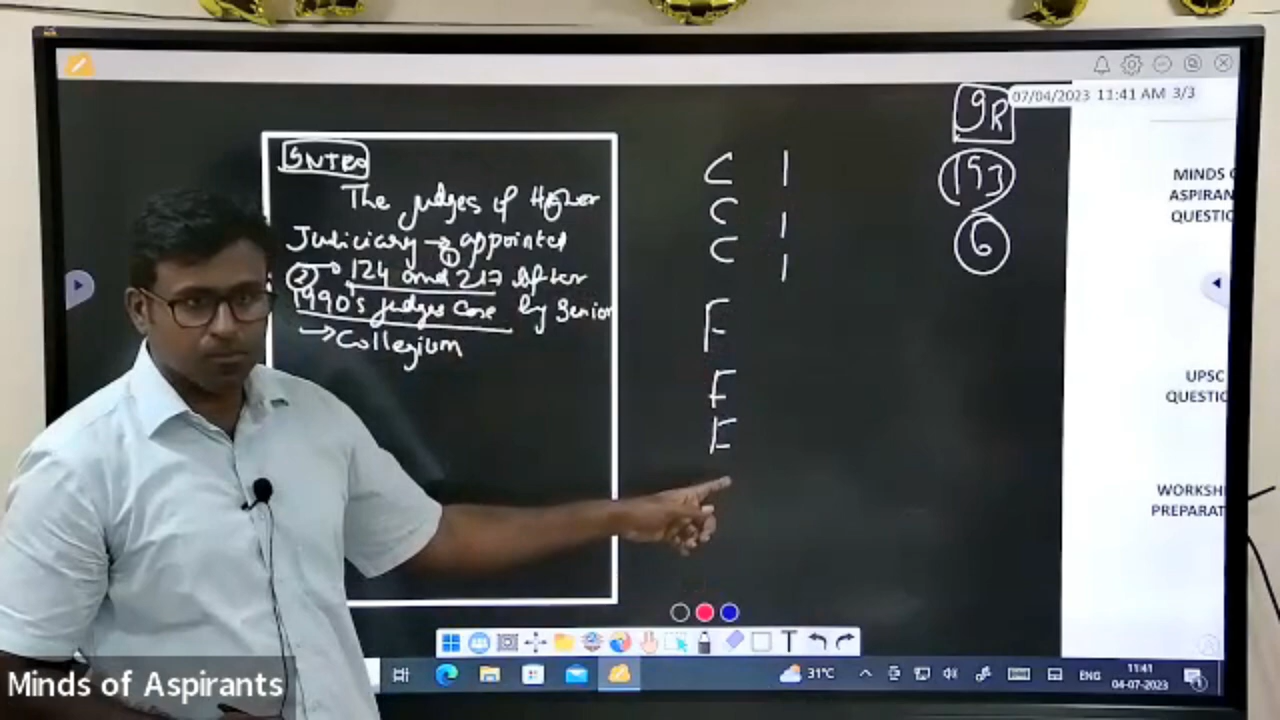 07/04/2023 11:41 AM 3/3
INTRO
The judges of Higher
Judiciary → appointed
①
② → 124 and 217 after
1990's judges case by Senior
→ Collegium
C 1
C 1
C 1
F
F
F
193
6
MINDS
ASPIRAN
QUESTIO
UPSC
QUESTIO
WORKSH
PREPARAT
T
31°C
ENG
11:41
04-07-2023
Minds of Aspirants